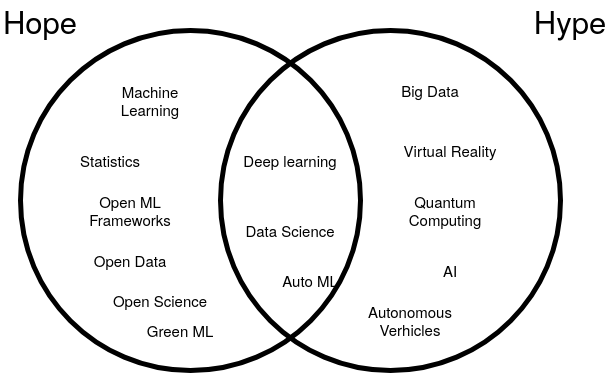 Hope
Hype
Machine
Learning
Statistics
Open ML
Frameworks
Open Data
Open Science
Green ML
Deep learning
Data Science
Auto ML
Big Data
Virtual Reality
Quantum
Computing
AI
Autonomous
Verhicles